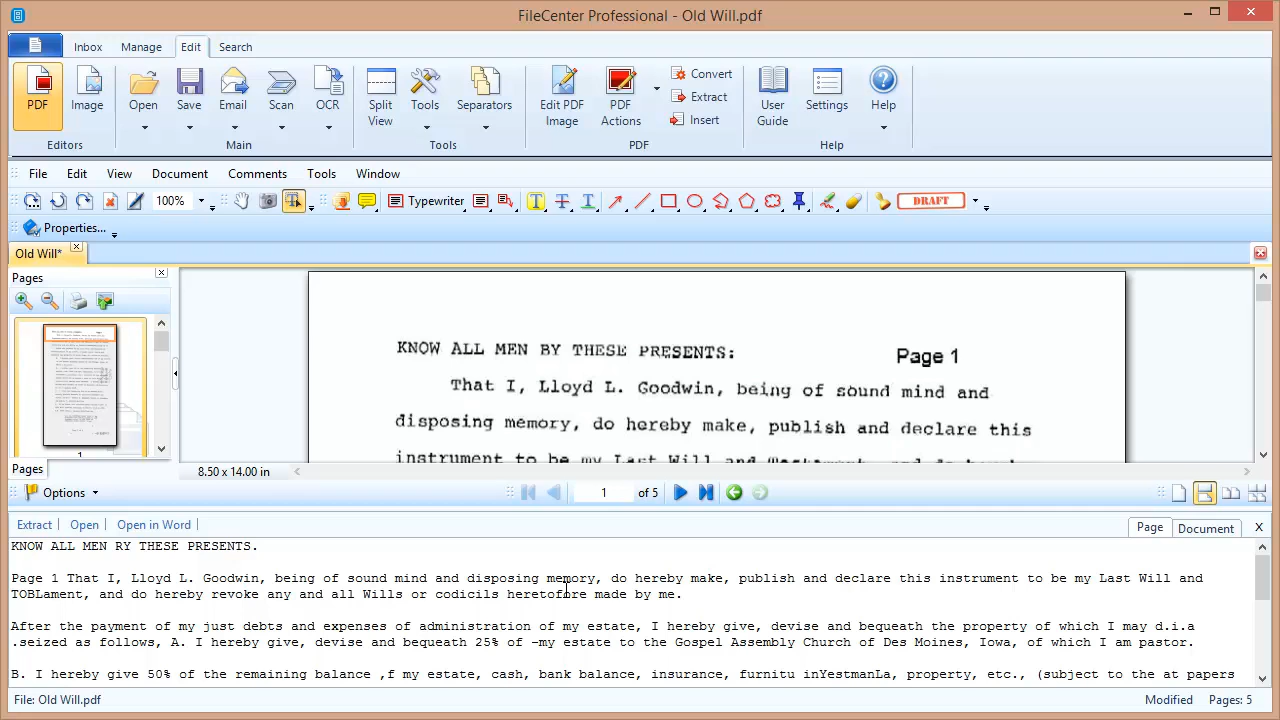 FileCenter Professional - Old Will.pdf
Inbox Manage Edit Search
PDF Image Open Save Email Scan OCR Split View Tools Separators Edit PDF Image PDF Actions Convert Extract Insert User Guide Settings Help
Editors Main Tools PDF Help
File Edit View Document Comments Tools Window
100% Typewriter DRAFT
Properties...
Old Will*
Pages
KNOW ALL MEN BY THESE PRESENTS:
Page 1
That I, Lloyd L. Goodwin, being of sound mind and
disposing memory, do hereby make, publish and declare this
instrument to be my Last Will and
1
Pages
8.50 x 14.00 in
Options 1 of 5
Extract Open Open in Word Page Document X
KNOW ALL MEN RY THESE PRESENTS.
Page 1 That I, Lloyd L. Goodwin, being of sound mind and disposing memory, do hereby make, publish and declare this instrument to be my Last Will and
TOBLament, and do hereby revoke any and all Wills or codicils heretofore made by me.
After the payment of my just debts and expenses of administration of my estate, I hereby give, devise and bequeath the property of which I may d.i.a
.seized as follows, A. I hereby give, devise and bequeath 25% of -my estate to the Gospel Assembly Church of Des Moines, Iowa, of which I am pastor.
B. I hereby give 50% of the remaining balance ,f my estate, cash, bank balance, insurance, furnitu inYestmanLa, property, etc., (subject to the at papers
File: Old Will.pdf Modified Pages: 5